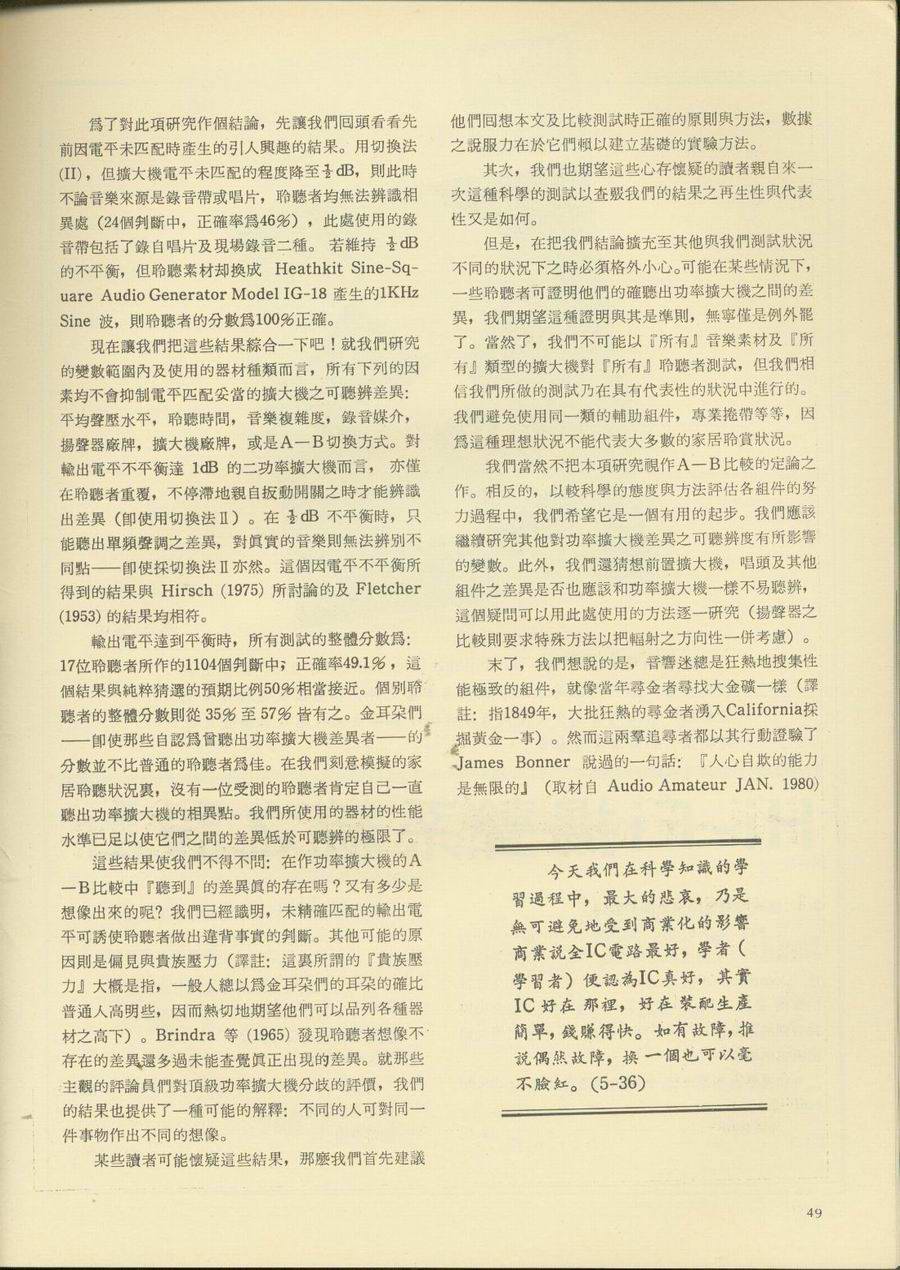 爲了對此項研究作個結論，先讓我們囘頭看看先
前因電平未匹配時產生的引人興趣的結果。用切換法
(II)，但擴大機電平未匹配的程度降至½dB，則此時
不論音樂來源是錄音帶或唱片，聆聽者均無法辨識相
異處（24個判斷中，正確率爲46%），此處使用的錄
音帶包括了錄自唱片及現場錄音二種。若維持 ½dB
的不平衡，但聆聽素材却換成 Heathkit Sine-Sq-
uare Audio Generator Model IG-18 產生的1KHz
Sine 波，則聆聽者的分數爲100%正確。
現在讓我們把這些結果綜合一下吧！就我們研究
的變數範圍內及使用的器材種類而言，所有下列的因
素均不會抑制電平匹配妥當的擴大機之可聽辨差異：
平均聲壓水平，聆聽時間，音樂複雜度，錄音媒介，
揚聲器廠牌，擴大機廠牌，或是A—B切換方式。對
輸出電平不平衡達 1dB 的二功率擴大機而言， 亦僅
在聆聽者重覆，不停滯地親自扳動開關之時才能辨識
出差異（卽使用切換法Ⅱ）。在 ½dB 不平衡時，只
能聽出單頻聲調之差異，對眞實的音樂則無法辨別不
同點——卽使採切換法Ⅱ亦然。這個因電平不平衡所
得到的結果與 Hirsch (1975) 所討論的及 Fletcher
(1953) 的結果均相符。
輸出電平達到平衡時，所有測試的整體分數爲：
17位聆聽者所作的1104個判斷中，正確率49.1%，這
個結果與純粹猜選的預期比例50%相當接近。個別聆
聽者的整體分數則從 35% 至 57% 皆有之。金耳朶們
——卽使那些自認爲曾聽出功率擴大機差異者——的
分數並不比普通的聆聽者爲佳。在我們刻意模擬的家
居聆聽狀況裏，沒有一位受測的聆聽者肯定自己一直
聽出功率擴大機的相異點。我們所使用的器材的性能
水準已足以使它們之間的差異低於可聽辨的極限了。
這些結果使我們不得不問：在作功率擴大機的A
—B比較中『聽到』的差異眞的存在嗎？又有多少是
想像出來的呢？我們已經識明，未精確匹配的輸出電
平可誘使聆聽者做出違背事實的判斷。其他可能的原
因則是偏見與貴族壓力（譯註：這裏所謂的『貴族壓
力』大概是指，一般人總以爲金耳朶們的耳朶的確比
普通人高明些，因而熱切地期望他們可以品列各種器
材之高下）。Brindra 等 (1965) 發現聆聽者想像不
存在的差異還多過未能查覺眞正出現的差異。就那些
主觀的評論員們對頂級功率擴大機分歧的評價，我們
的結果也提供了一種可能的解釋：不同的人可對同一
件事物作出不同的想像。
某些讀者可能懷疑這些結果，那麽我們首先建議
他們囘想本文及比較測試時正確的原則與方法，數據
之說服力在於它們賴以建立基礎的實驗方法。
其次，我們也期望這些心存懷疑的讀者親自來一
次這種科學的測試以查覈我們的結果之再生性與代表
性又是如何。
但是，在把我們結論擴充至其他與我們測試狀況
不同的狀況下之時必須格外小心。可能在某些情況下，
一些聆聽者可證明他們的確聽出功率擴大機之間的差
異，我們期望這種證明與其是準則，無寧僅是例外罷
了。當然了，我們不可能以『所有』音樂素材及『所
有』類型的擴大機對『所有』聆聽者測試，但我們相
信我們所做的測試乃在具有代表性的狀況中進行的。
我們避免使用同一類的輔助組件，專業捲帶等等，因
爲這種理想狀況不能代表大多數的家居聆賞狀況。
我們當然不把本項研究視作A—B比較的定論之
作。相反的，以較科學的態度與方法評估各組件的努
力過程中，我們希望它是一個有用的起步。我們應該
繼續研究其他對功率擴大機差異之可聽辨度有所影響
的變數。此外，我們還猜想前置擴大機，唱頭及其他
組件之差異是否也應該和功率擴大機一樣不易聽辨，
這個疑問可以用此處使用的方法逐一研究（揚聲器之
比較則要求特殊方法以把輻射之方向性一併考慮）。
末了，我們想說的是，音響迷總是狂熱地搜集性
能極致的組件，就像當年尋金者尋找大金礦一樣（譯
註：指1849年，大批狂熱的尋金者湧入California採
掘黃金一事）。然而這兩羣追尋者都以其行動證驗了
James Bonner 說過的一句話：『人心自欺的能力
是無限的』（取材自 Audio Amateur JAN. 1980)
今天我們在科學知識的學
習過程中，最大的悲哀，乃是
無可避免地受到商業化的影響
商業說全IC電路最好，學者（
學習者）便認為IC真好，其實
IC 好在 那裡，好在裝配生產
簡單，錢賺得快。如有故障，推
說偶然故障，換一個也可以毫
不臉紅。(5-36)
49